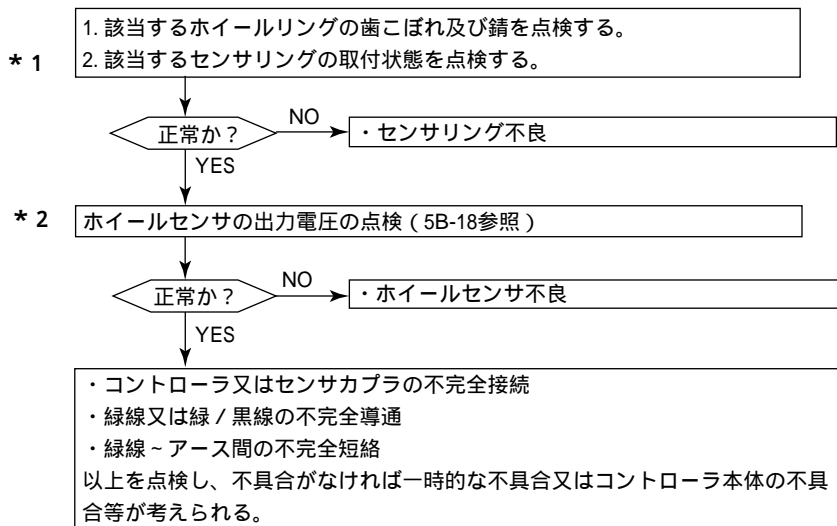 1. 該当するホイールリングの歯こぼれ及び錆を点検する。
* 1
2. 該当するセンサリングの取付状態を点検する。
正常か？
NO
・センサリング不良
YES
* 2
ホイールセンサの出力電圧の点検（5B-18参照）
正常か？
NO
・ホイールセンサ不良
YES
・コントローラ又はセンサカプラの不完全接続
・緑線又は緑／黒線の不完全導通
・緑線～アース間の不完全短絡
以上を点検し、不具合がなければ一時的な不具合又はコントローラ本体の不具
合等が考えられる。